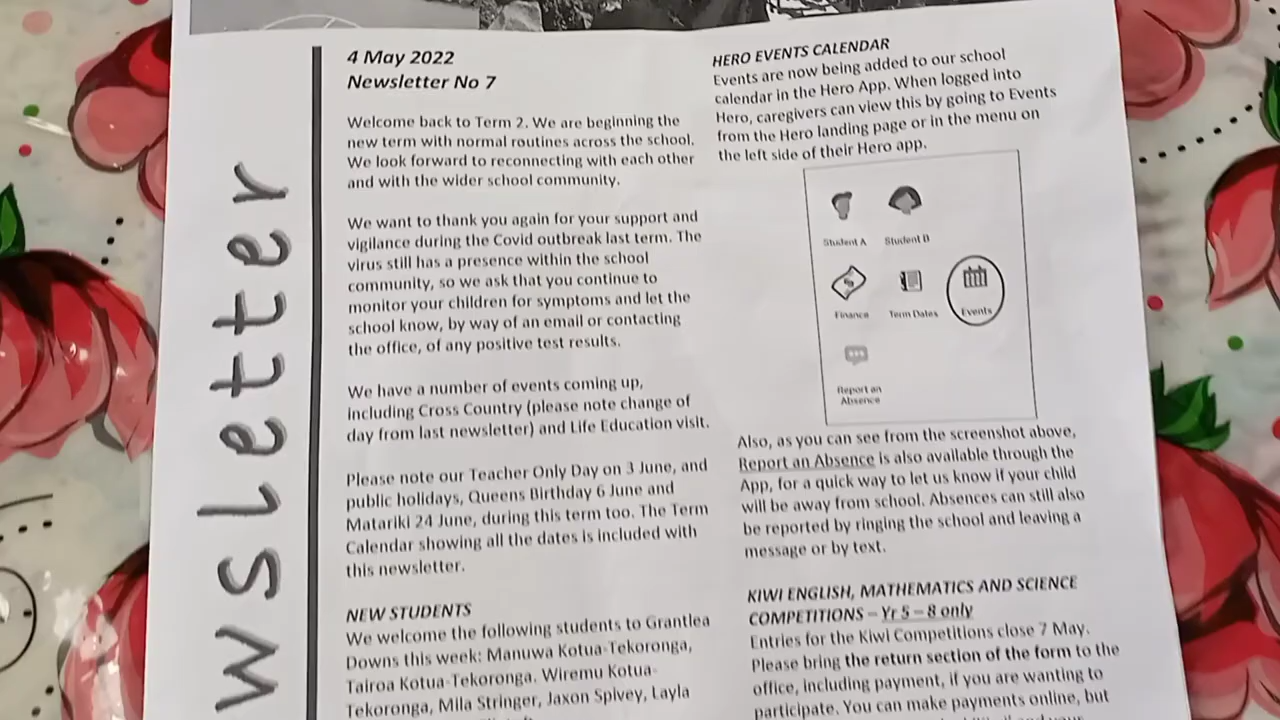 wsletter
4 May 2022
Newsletter No 7
Welcome back to Term 2. We are beginning the
new term with normal routines across the school.
We look forward to reconnecting with each other
and with the wider school community.
We want to thank you again for your support and
vigilance during the Covid outbreak last term. The
virus still has a presence within the school
community, so we ask that you continue to
monitor your children for symptoms and let the
school know, by way of an email or contacting
the office, of any positive test results.
We have a number of events coming up,
including Cross Country (please note change of
day from last newsletter) and Life Education visit.
Please note our Teacher Only Day on 3 June, and
public holidays, Queens Birthday 6 June and
Matariki 24 June, during this term too. The Term
Calendar showing all the dates is included with
this newsletter.
NEW STUDENTS
We welcome the following students to Grantlea
Downs this week: Manuwa Kotua-Tekoronga,
Tairoa Kotua-Tekoronga, Wiremu Kotua-
Tekoronga, Mila Stringer, Jaxon Spivey, Layla
HERO EVENTS CALENDAR
Events are now being added to our school
calendar in the Hero App. When logged into
Hero, caregivers can view this by going to Events
from the Hero landing page or in the menu on
the left side of their Hero app.
Student A Student B
Finance Term Dates Events
Report an
Absence
Also, as you can see from the screenshot above,
Report an Absence is also available through the
App, for a quick way to let us know if your child
will be away from school. Absences can still also
be reported by ringing the school and leaving a
message or by text.
KIWI ENGLISH, MATHEMATICS AND SCIENCE
COMPETITIONS – Yr 5 – 8 only
Entries for the Kiwi Competitions close 7 May.
Please bring the return section of the form to the
office, including payment, if you are wanting to
participate. You can make payments online, but